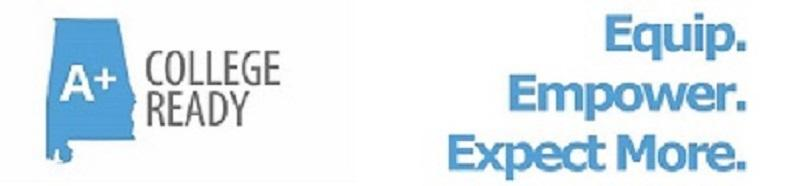 A+
COLLEGE
READY
Equip.
Empower.
Expect More.